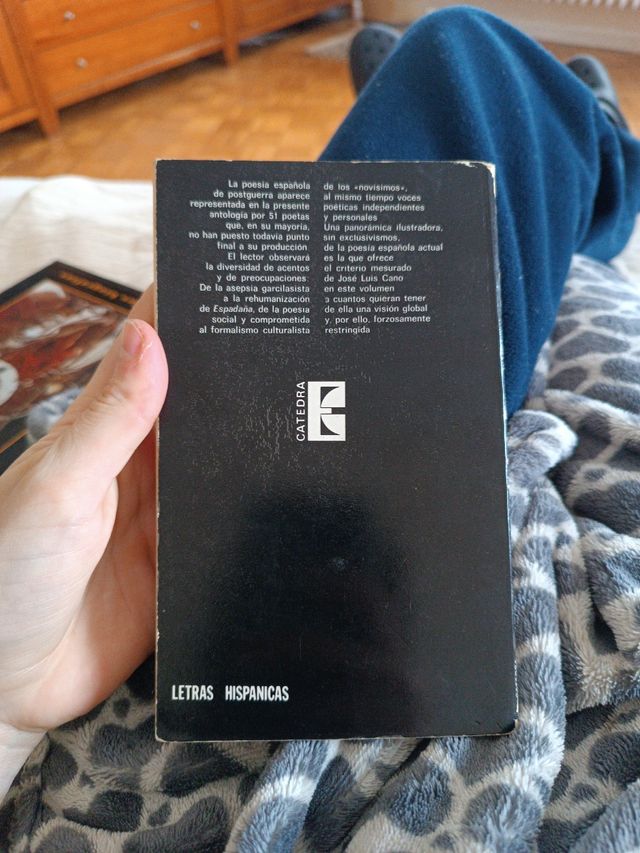 La poesía española
de postguerra aparece
representada en la presente
antología por 51 poetas
que, en su mayoría,
no han puesto todavía punto
final a su producción.
El lector observará
la diversidad de acentos
y de preocupaciones.
De la asepsia garcilasista
a la rehumanización
de Espadaña, de la poesía
social y comprometida
al formalismo culturalista
de los «novísimos»,
al mismo tiempo voces
poéticas independientes
y personales
Una panorámica ilustradora,
sin exclusivismos,
de la poesía española actual
es la que ofrece
el criterio mesurado
de José Luis Cano
en este volumen
a cuantos quieran tener
de ella una visión global
y, por ello, forzosamente
restringida
CATEDRA
LETRAS HISPANICAS